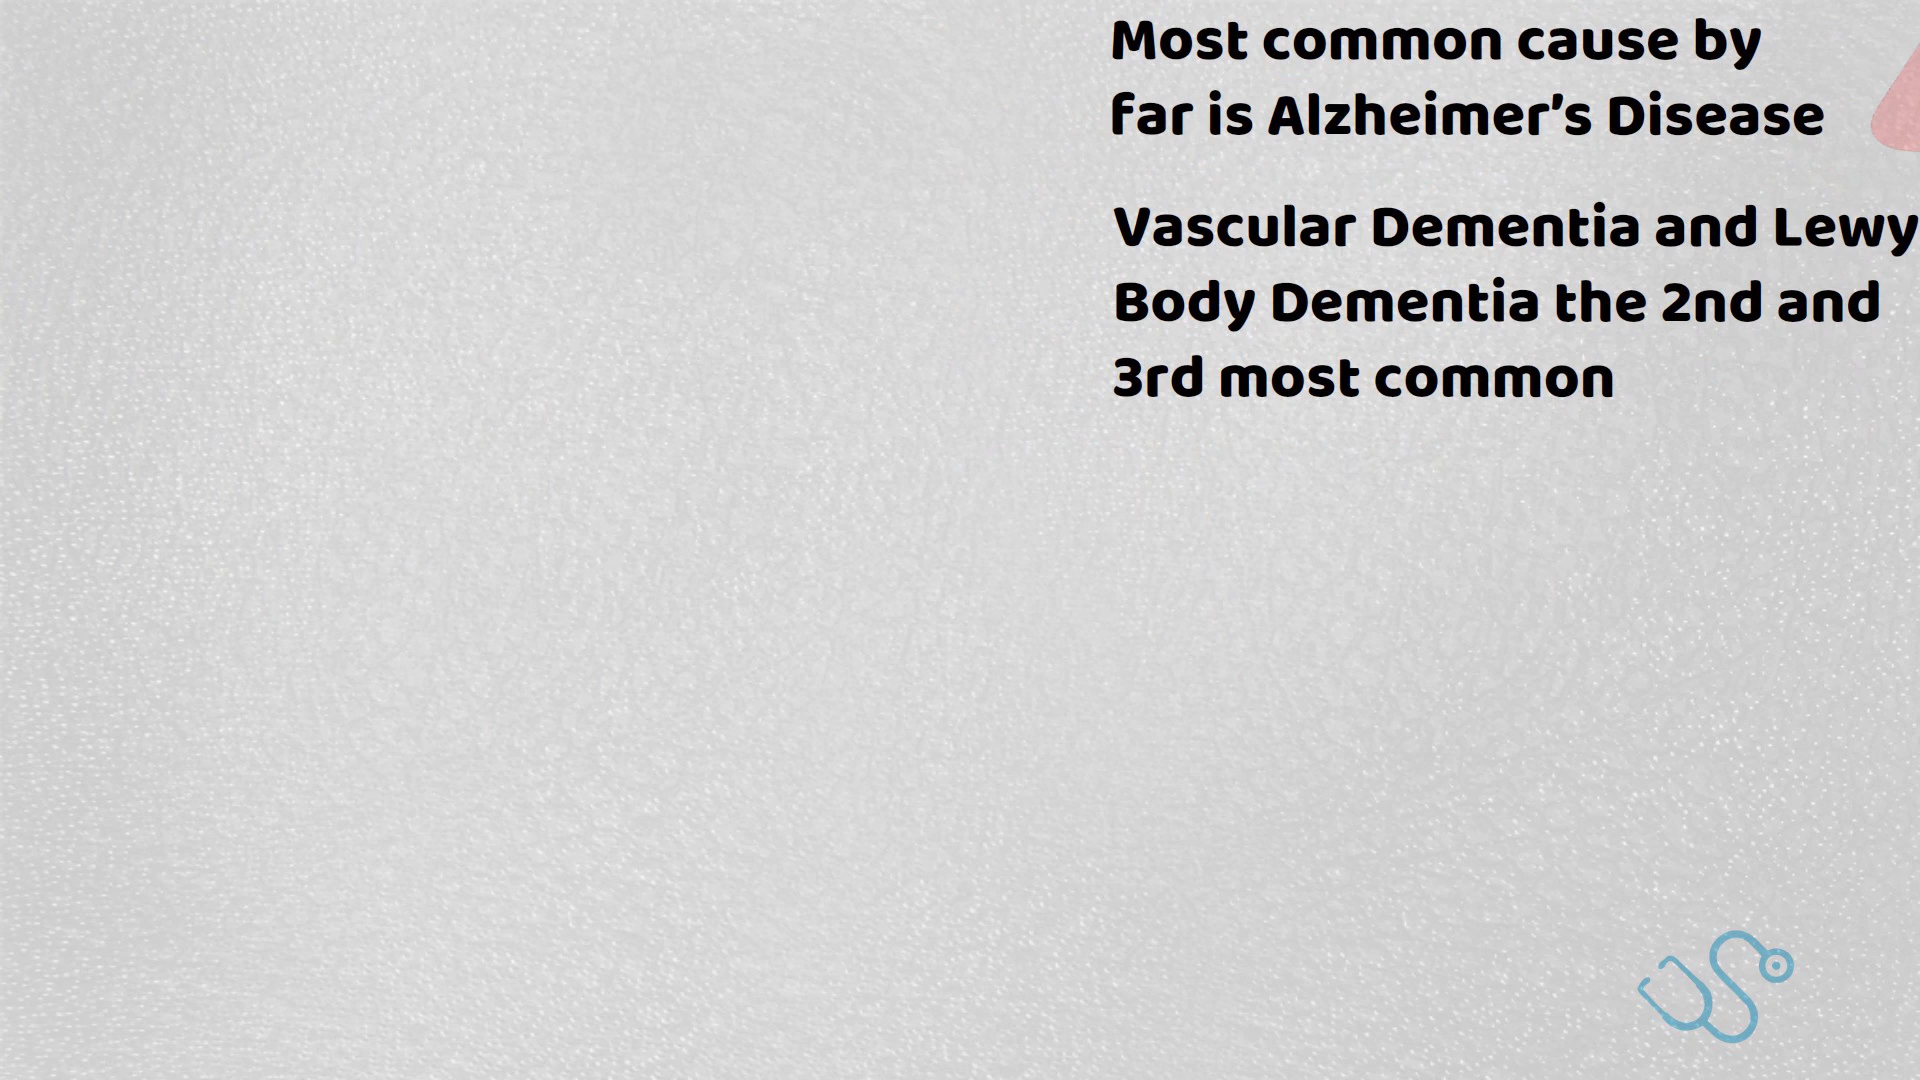 Most common cause by
far is Alzheimer’s Disease
Vascular Dementia and Lewy
Body Dementia the 2nd and
3rd most common